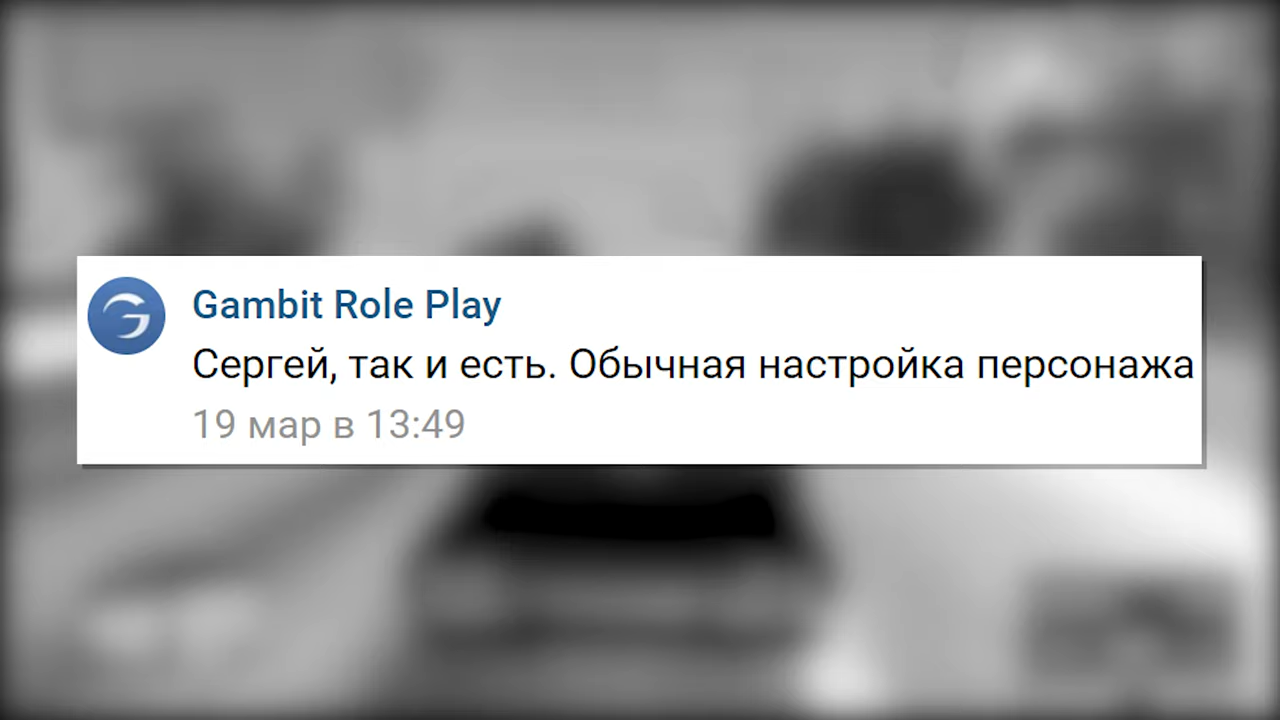 Gambit Role Play
Сергей, так и есть. Обычная настройка персонажа
19 мар в 13:49